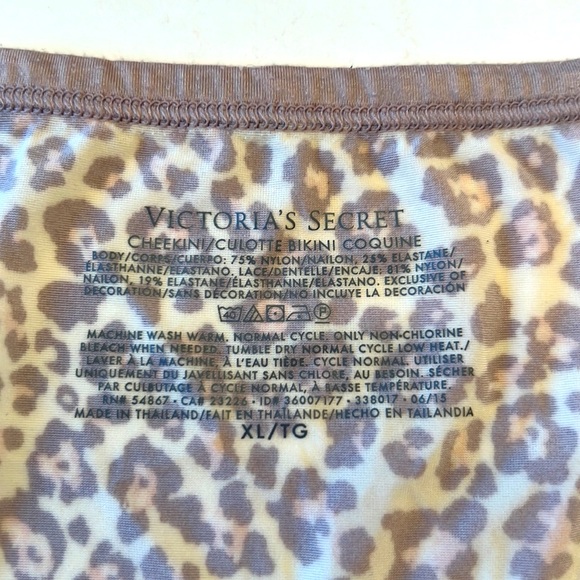 VICTORIA'S SECRET
CHEEKINI/CULOTTE BIKINI COQUINE
BODY/CORPS/CUERPO: 75% NYLON/NAILON, 25% ELASTANE/
ÉLASTHANNE/ELASTANO. LACE/DENTELLE/ENCAJE: 81% NYLON/
NAILON, 19% ELASTANE/ÉLASTHANNE/ELASTANO. EXCLUSIVE OF
DECORATION/SANS DÉCORATION/NO INCLUYE LA DECORACIÓN
MACHINE WASH WARM. NORMAL CYCLE. ONLY NON-CHLORINE
BLEACH WHEN NEEDED. TUMBLE DRY NORMAL CYCLE LOW HEAT./
LAVER À LA MACHINE, À L'EAU TIÈDE. CYCLE NORMAL. UTILISER
UNIQUEMENT DU JAVELLISANT SANS CHLORE, AU BESOIN. SÉCHER
PAR CULBUTAGE À CYCLE NORMAL, À BASSE TEMPÉRATURE.
RN# 54867 • CA# 23226 • ID# 36007177 • 338017 • 06/15
MADE IN THAILAND/FAIT EN THAÏLANDE/HECHO EN TAILANDIA
XL/TG